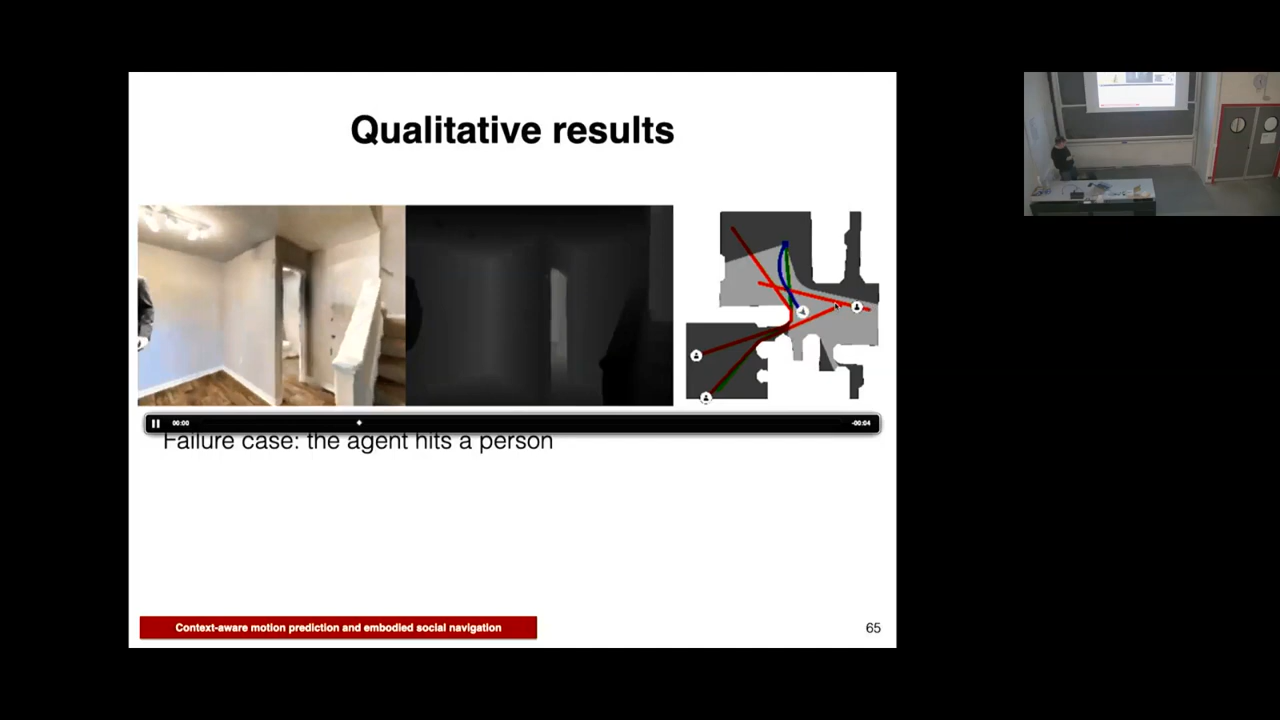 Qualitative results
00:00
-00:04
Failure case: the agent hits a person
Context-aware motion prediction and embodied social navigation
65